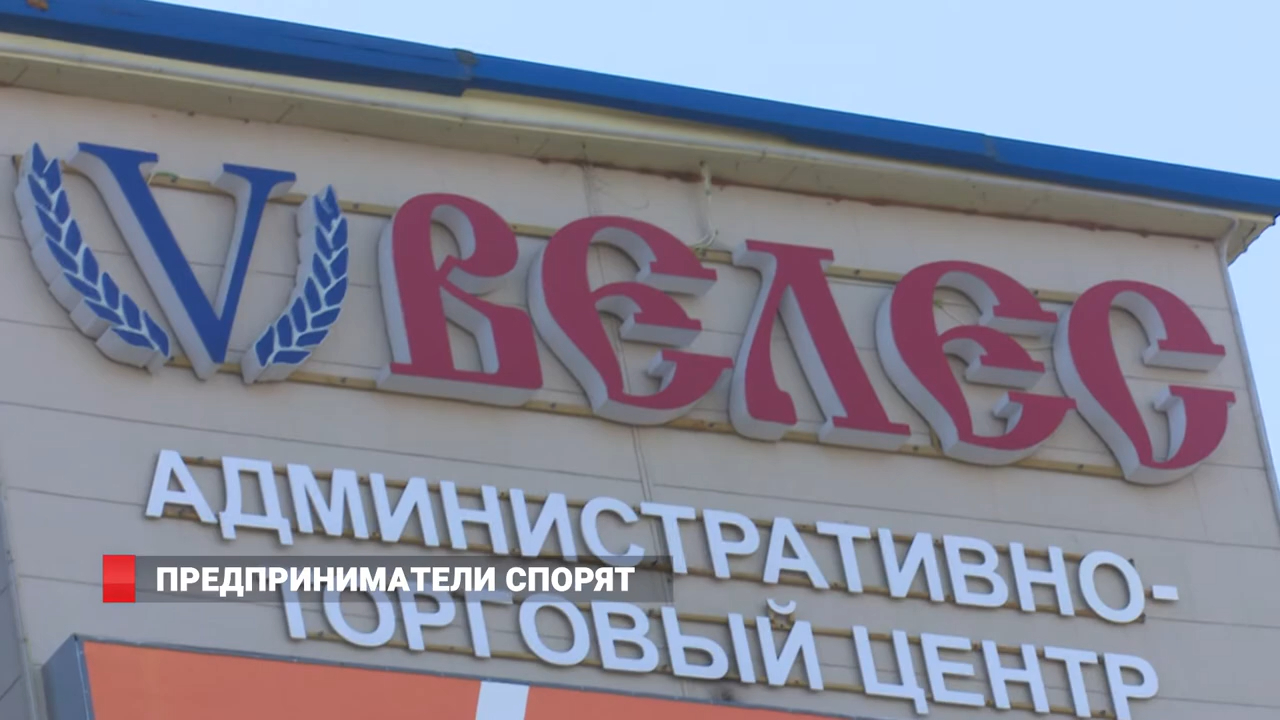 V ВЕЛЕС
АДМИНИСТРАТИВНО-
ТОРГОВЫЙ ЦЕНТР
ПРЕДПРИНИМАТЕЛИ СПОРЯТ